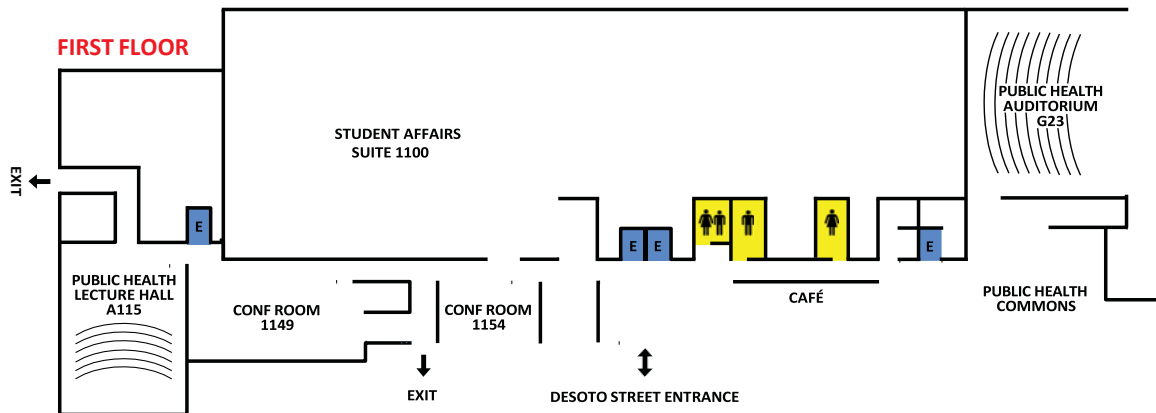 FIRST FLOOR
PUBLIC HEALTH
AUDITORIUM
G23
STUDENT AFFAIRS
SUITE 1100
EXIT
E
E
E
E
PUBLIC HEALTH
LECTURE HALL
A115
CONF ROOM
1149
CONF ROOM
1154
CAFÉ
PUBLIC HEALTH
COMMONS
EXIT
DESOTO STREET ENTRANCE